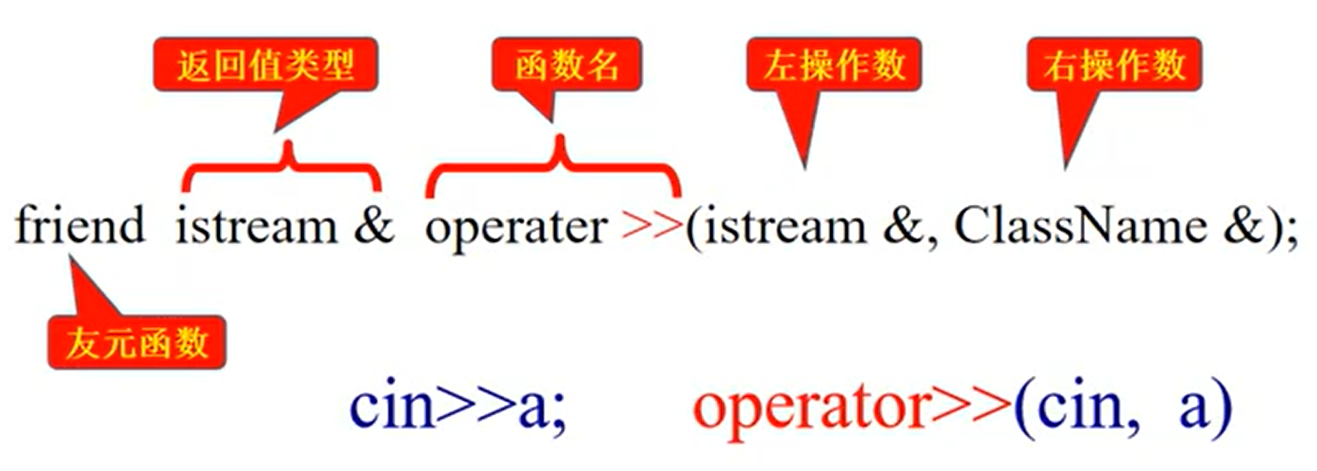 返回值类型 函数名 左操作数 右操作数
friend istream & operater >>(istream &, ClassName &);
友元函数
cin>>a; operator>>(cin, a)